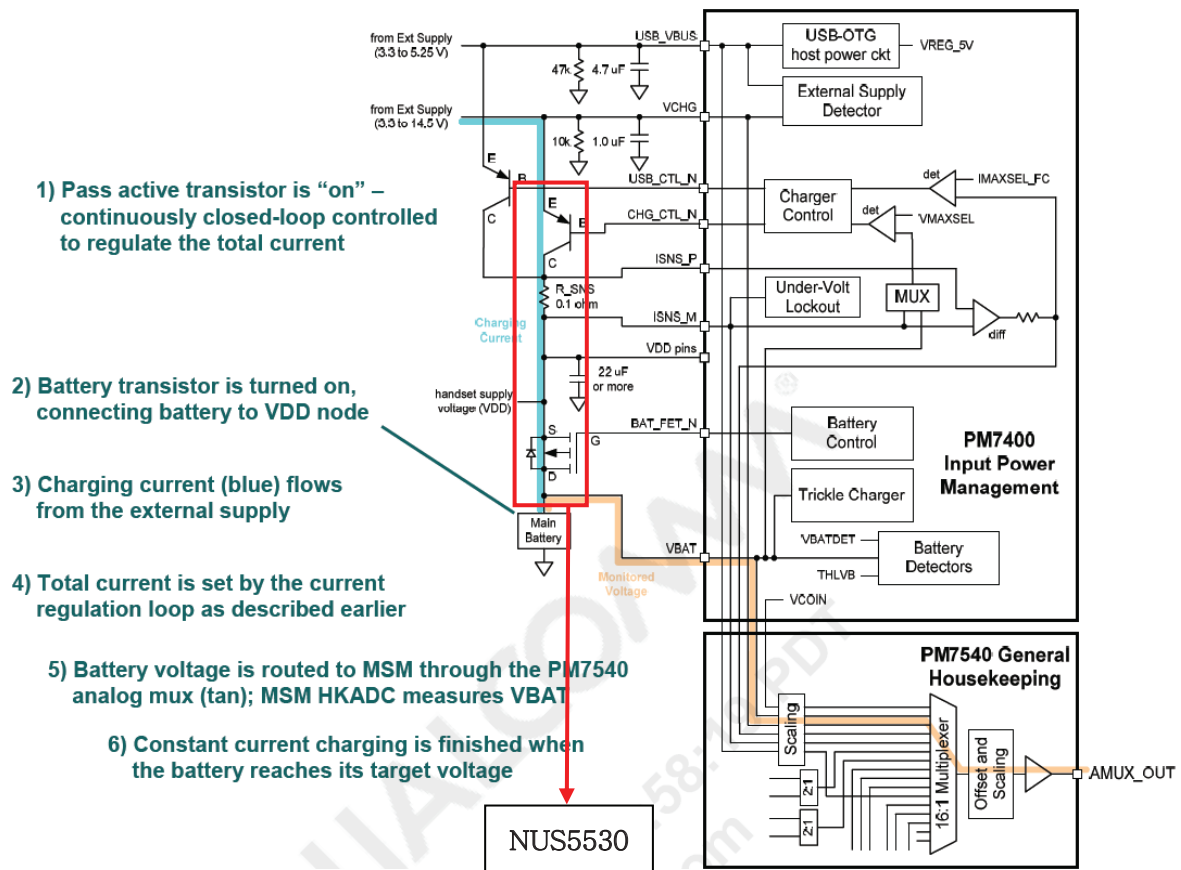 from Ext Supply
(3.3 to 5.25 V)
USB_VBUS
47k
4.7 uF
USB-OTG
host power ckt
VREG_5V
External Supply
Detector
from Ext Supply
(3.3 to 14.5 V)
VCHG
10k
1.0 uF
1) Pass active transistor is “on” –
continuously closed-loop controlled
to regulate the total current
E
B
C
USB_CTL_N
E
B
C
CHG_CTL_N
Charger
Control
det
IMAXSEL_FC
det
VMAXSEL
ISNS_P
R_SNS
0.1 ohm
Under-Volt
Lockout
MUX
ISNS_M
diff
Charging
Current
VDD pins
22 uF
or more
2) Battery transistor is turned on,
connecting battery to VDD node
handset supply
voltage (VDD)
S
G
D
BAT_FET_N
Battery
Control
PM7400
Input Power
Management
3) Charging current (blue) flows
from the external supply
Trickle Charger
Main
Battery
VBAT
VBATDET
THLVB
Battery
Detectors
Monitored
Voltage
VCOIN
4) Total current is set by the current
regulation loop as described earlier
5) Battery voltage is routed to MSM through the PM7540
analog mux (tan); MSM HKADC measures VBAT
6) Constant current charging is finished when
the battery reaches its target voltage
NUS5530
PM7540 General
Housekeeping
Scaling
2:1
2:1
16:1 Multiplexer
Offset and
Scaling
AMUX_OUT